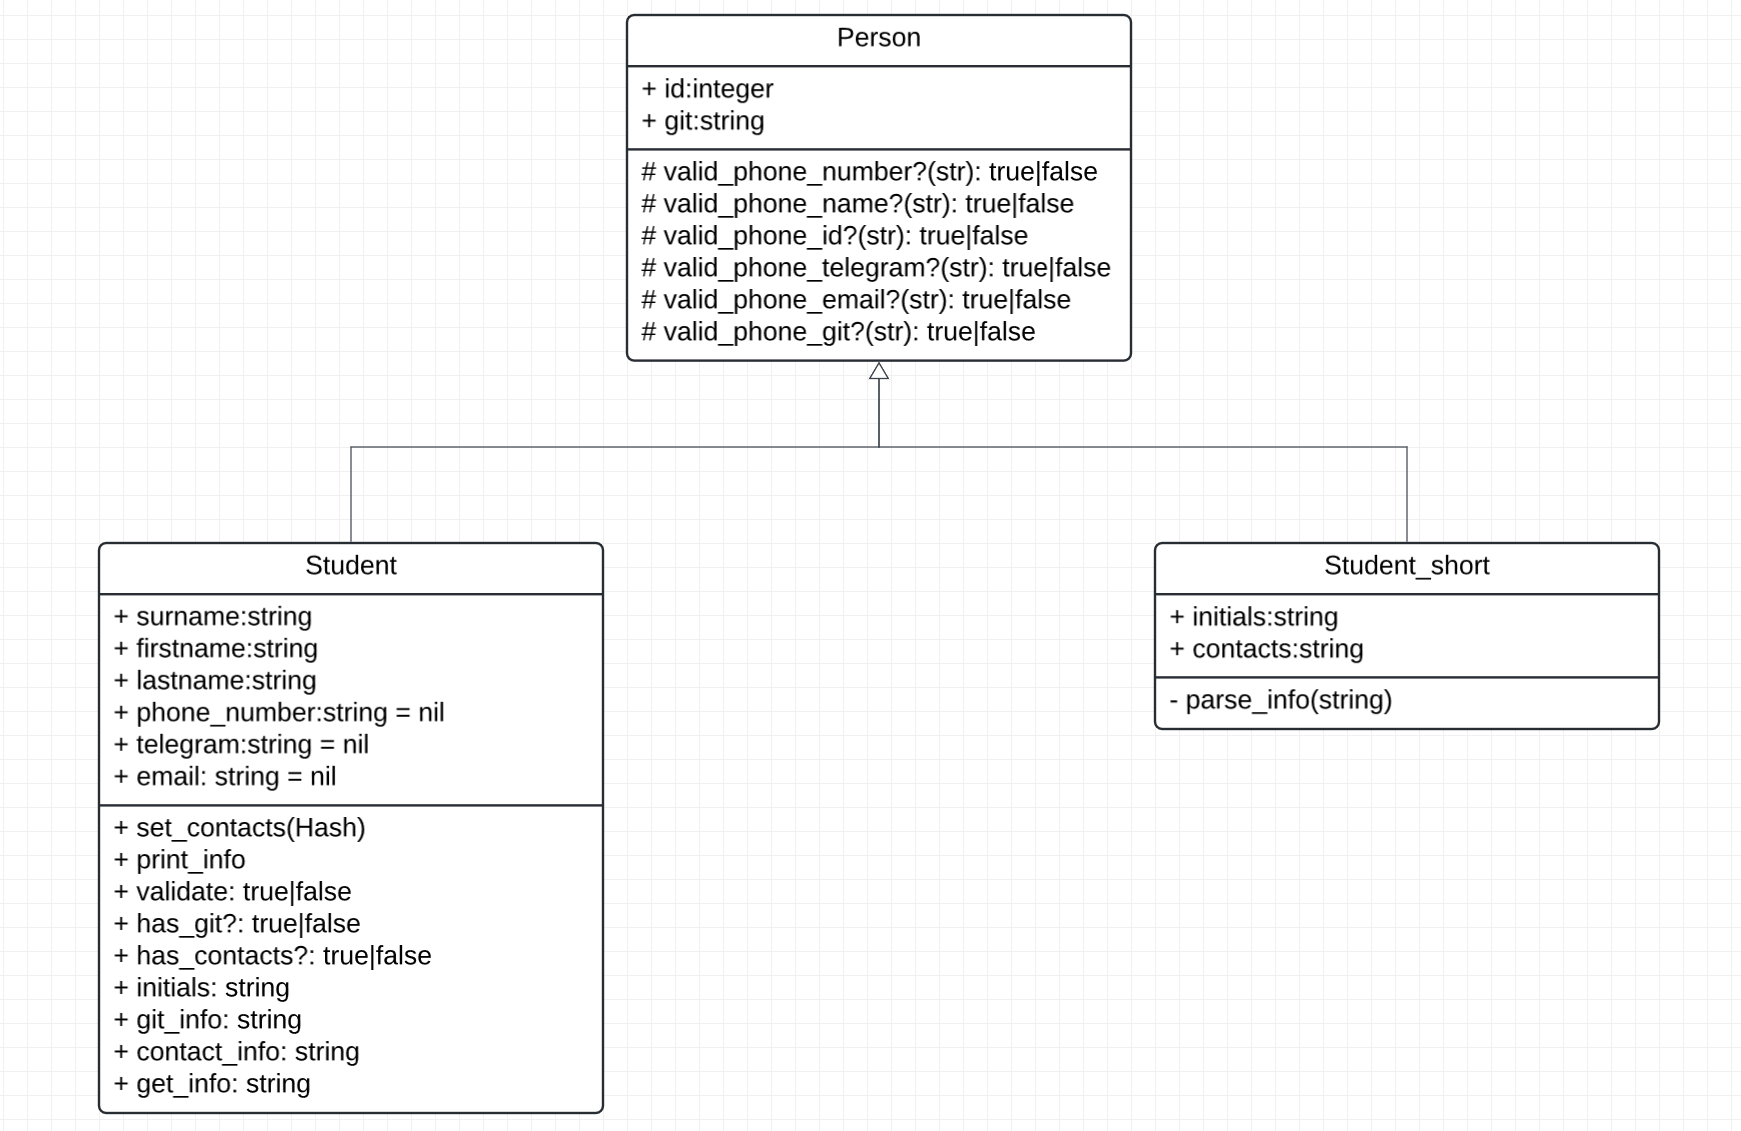 Person
+ id:integer
+ git:string
# valid_phone_number?(str): true|false
# valid_phone_name?(str): true|false
# valid_phone_id?(str): true|false
# valid_phone_telegram?(str): true|false
# valid_phone_email?(str): true|false
# valid_phone_git?(str): true|false
Student
+ surname:string
+ firstname:string
+ lastname:string
+ phone_number:string = nil
+ telegram:string = nil
+ email: string = nil
+ set_contacts(Hash)
+ print_info
+ validate: true|false
+ has_git?: true|false
+ has_contacts?: true|false
+ initials: string
+ git_info: string
+ contact_info: string
+ get_info: string
Student_short
+ initials:string
+ contacts:string
- parse_info(string)